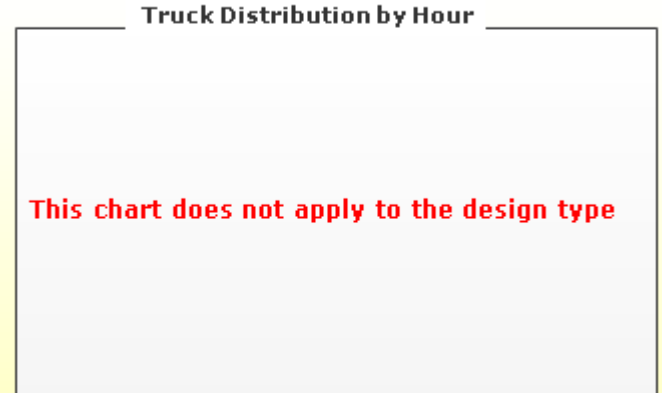 Truck Distribution by Hour
This chart does not apply to the design type